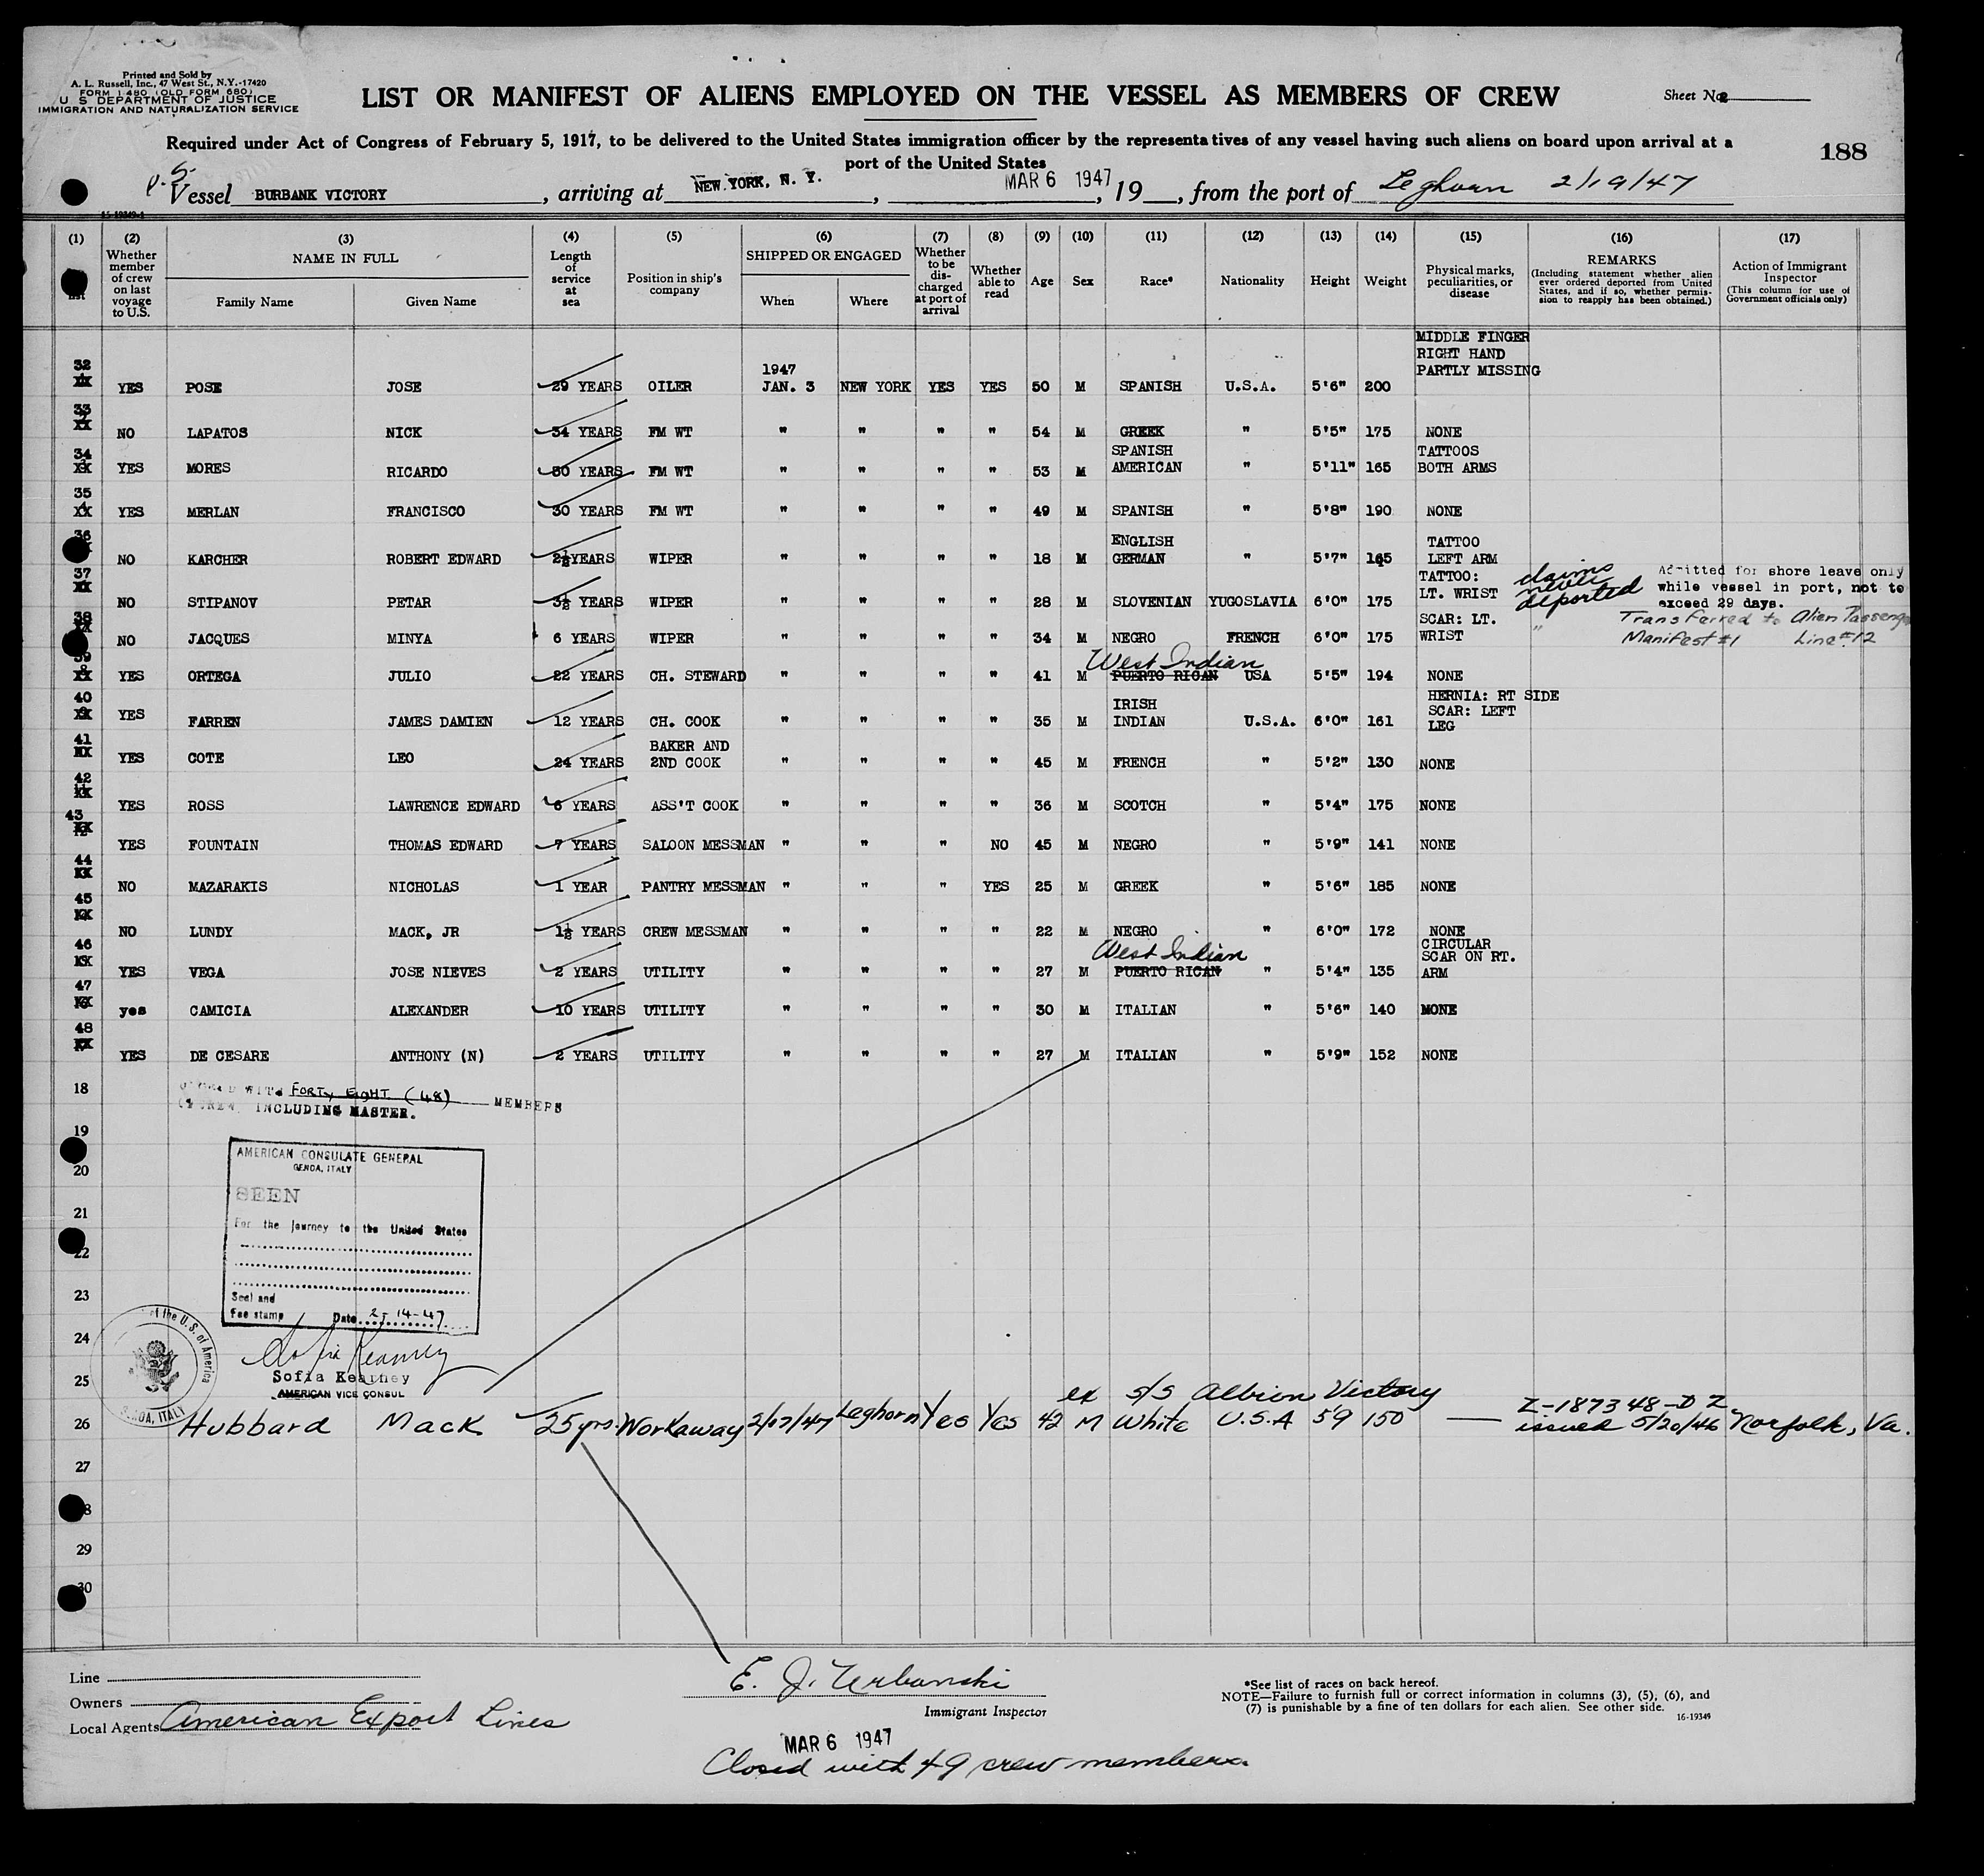 Printed and Sold by
A. L. Russell, Inc., 47 West St., N.Y.-17420
FORM I 480 (OLD FORM 680)
U S DEPARTMENT OF JUSTICE
IMMIGRATION AND NATURALIZATION SERVICE
LIST OR MANIFEST OF ALIENS EMPLOYED ON THE VESSEL AS MEMBERS OF CREW
Sheet No. 2
Required under Act of Congress of February 5, 1917, to be delivered to the United States immigration officer by the representatives of any vessel having such aliens on board upon arrival at a
port of the United States
188
Vessel BURBANK VICTORY, arriving at NEW YORK, N. Y., MAR 6 1947, 19, from the port of Leghorn 2/19/47
(1) (2) (3) (4) (5) (6) (7) (8) (9) (10) (11) (12) (13) (14) (15) (16) (17)
list
Whether member of crew on last voyage to U.S.
NAME IN FULL
Family Name Given Name
Length of service at sea
Position in ship's company
SHIPPED OR ENGAGED
When Where
Whether to be discharged at port of arrival
Whether able to read
Age Sex Race* Nationality Height Weight
Physical marks, peculiarities, or disease
REMARKS
(Including statement whether alien ever ordered deported from United States, and if so, whether permission to reapply has been obtained.)
Action of Immigrant Inspector
(This column for use of Government officials only)
32 YES POSE JOSE 29 YEARS OILER 1947 JAN. 3 NEW YORK YES YES 50 M SPANISH U.S.A. 5'6" 200 MIDDLE FINGER RIGHT HAND PARTLY MISSING
33 NO LAPATOS NICK 34 YEARS FM WT " " " " 54 M GREEK " 5'5" 175 NONE
34 YES MORES RICARDO 30 YEARS FM WT " " " " 53 M SPANISH AMERICAN " 5'11" 165 TATTOOS BOTH ARMS
35 YES MERLAN FRANCISCO 30 YEARS FM WT " " " " 49 M SPANISH " 5'8" 190 NONE
36 NO KARCHER ROBERT EDWARD 2½ YEARS WIPER " " " " 18 M ENGLISH GERMAN " 5'7" 165 TATTOO LEFT ARM
37 NO STIPANOV PETAR 3½ YEARS WIPER " " " " 28 M SLOVENIAN YUGOSLAVIA 6'0" 175 TATTOO: LT. WRIST claims never deported Admitted for shore leave only while vessel in port, not to exceed 29 days.
38 NO JACQUES MINYA 6 YEARS WIPER " " " " 34 M NEGRO FRENCH 6'0" 175 SCAR: LT. WRIST " Transferred to Alien Passenger Manifest #1 Line #12
39 YES ORTEGA JULIO 22 YEARS CH. STEWARD " " " " 41 M West Indian PUERTO RICAN USA 5'5" 194 NONE
40 YES FARREN JAMES DAMIEN 12 YEARS CH. COOK " " " " 35 M IRISH INDIAN U.S.A. 6'0" 161 HERNIA: RT SIDE SCAR: LEFT LEG
41 YES COTE LEO 24 YEARS BAKER AND 2ND COOK " " " " 45 M FRENCH " 5'2" 130 NONE
42 YES ROSS LAWRENCE EDWARD 6 YEARS ASS'T COOK " " " " 36 M SCOTCH " 5'4" 175 NONE
43 YES FOUNTAIN THOMAS EDWARD 7 YEARS SALOON MESSMAN " " " NO 45 M NEGRO " 5'9" 141 NONE
44 NO MAZARAKIS NICHOLAS 1 YEAR PANTRY MESSMAN " " " YES 25 M GREEK " 5'6" 185 NONE
45 NO LUNDY MACK, JR 1½ YEARS CREW MESSMAN " " " " 22 M NEGRO " 6'0" 172 NONE
46 YES VEGA JOSE NIEVES 2 YEARS UTILITY " " " " 27 M West Indian PUERTO RICAN " 5'4" 135 CIRCULAR SCAR ON RT. ARM
47 yes CAMICIA ALEXANDER 10 YEARS UTILITY " " " " 30 M ITALIAN " 5'6" 140 NONE
48 YES DE CESARE ANTHONY (N) 2 YEARS UTILITY " " " " 27 M ITALIAN " 5'9" 152 NONE
18
WITH FORTY EIGHT (48) MEMBERS
CREW INCLUDING MASTER.
19
AMERICAN CONSULATE GENERAL
GENOA, ITALY
20
SEEN
21
For the Journey to the United States
22
23
Seal and
Fee stamp Date 2-14-47
24
of the U.S. of America
GENOA, ITALY
Sofia Kearney
Sofia Kearney
AMERICAN VICE CONSUL
25
ex S/S Albion Victory
26 Hubbard Mack 25 yrs. Workaway 2/17/47 Leghorn Yes Yes 42 M White U.S.A 5'9 150 — Z-187348-D2 issued 5/20/46 Norfolk, Va.
27
28
29
30
Line
Owners
Local Agents American Export Lines
E. J. Urbanski
Immigrant Inspector
MAR 6 1947
Closed with 49 crew members
*See list of races on back hereof.
NOTE—Failure to furnish full or correct information in columns (3), (5), (6), and
(7) is punishable by a fine of ten dollars for each alien. See other side.
16-19349